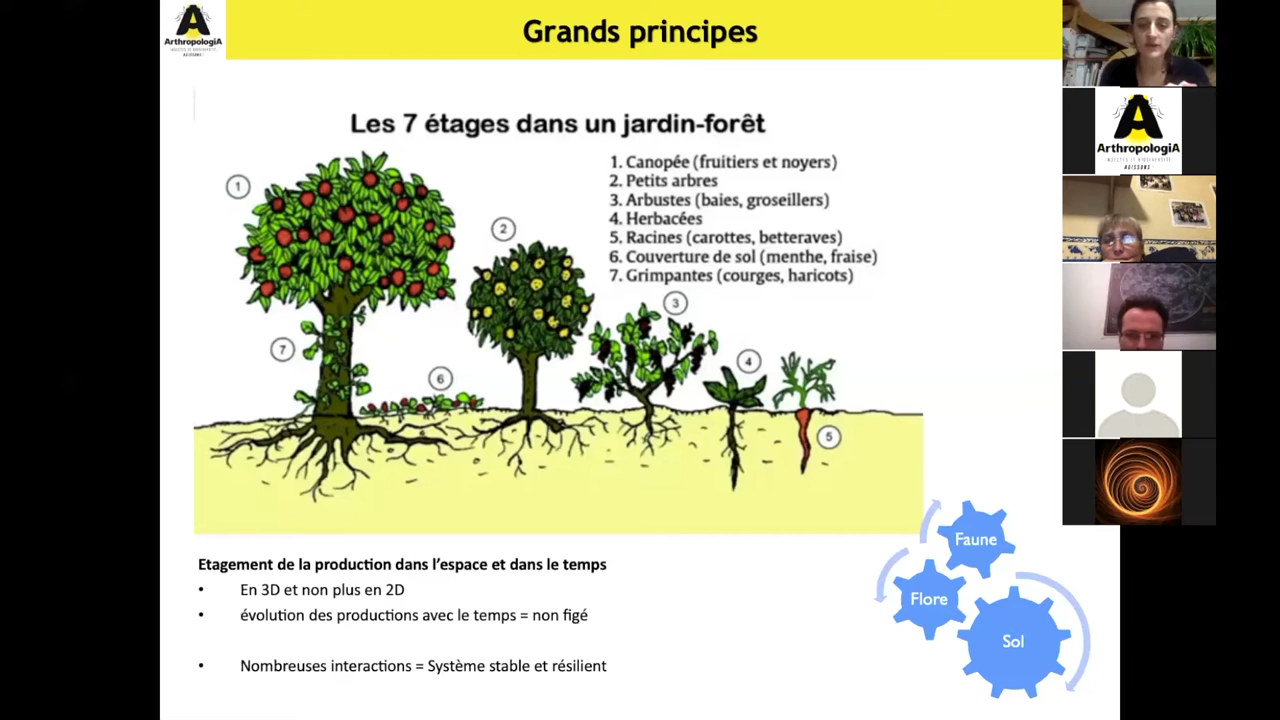 ArthropologiA
Grands principes
Les 7 étages dans un jardin-forêt
1. Canopée (fruitiers et noyers)
2. Petits arbres
3. Arbustes (baies, groseillers)
4. Herbacées
5. Racines (carottes, betteraves)
6. Couverture de sol (menthe, fraise)
7. Grimpantes (courges, haricots)
1
2
3
7
6
4
5
Etagement de la production dans l’espace et dans le temps
• En 3D et non plus en 2D
• évolution des productions avec le temps = non figé
• Nombreuses interactions = Système stable et résilient
Faune
Flore
Sol
ArthropologiA